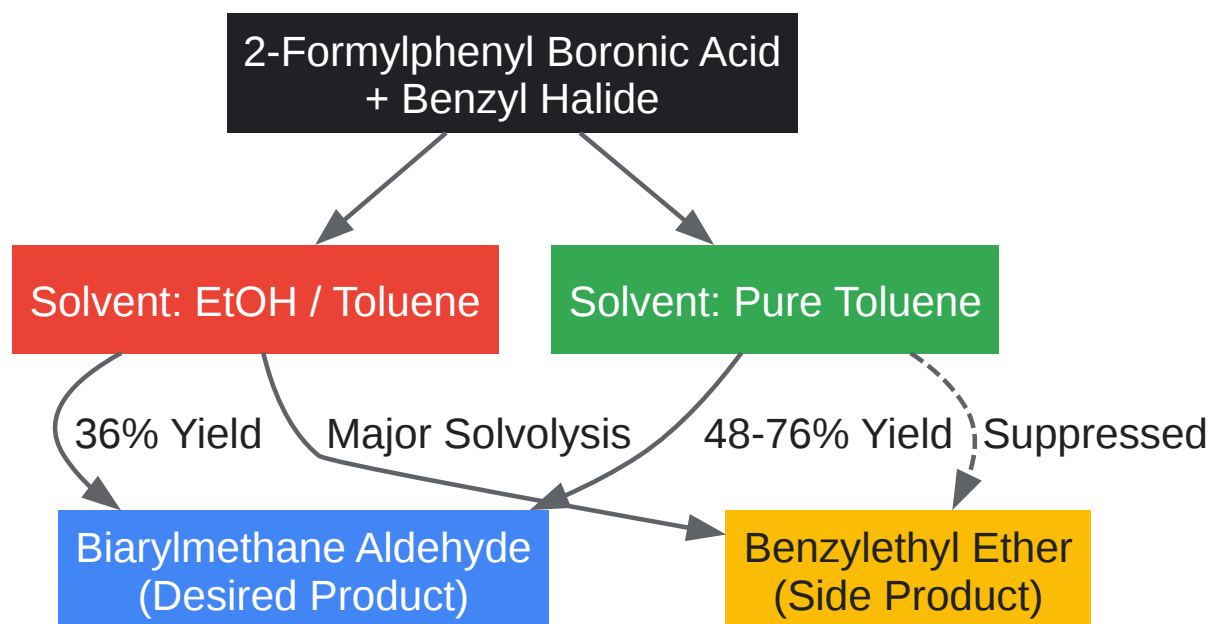 2-Formylphenyl Boronic Acid
+ Benzyl Halide
Solvent: EtOH / Toluene
Solvent: Pure Toluene
36% Yield
Major Solvolysis
48-76% Yield
Suppressed
Biarylmethane Aldehyde
(Desired Product)
Benzylethyl Ether
(Side Product)